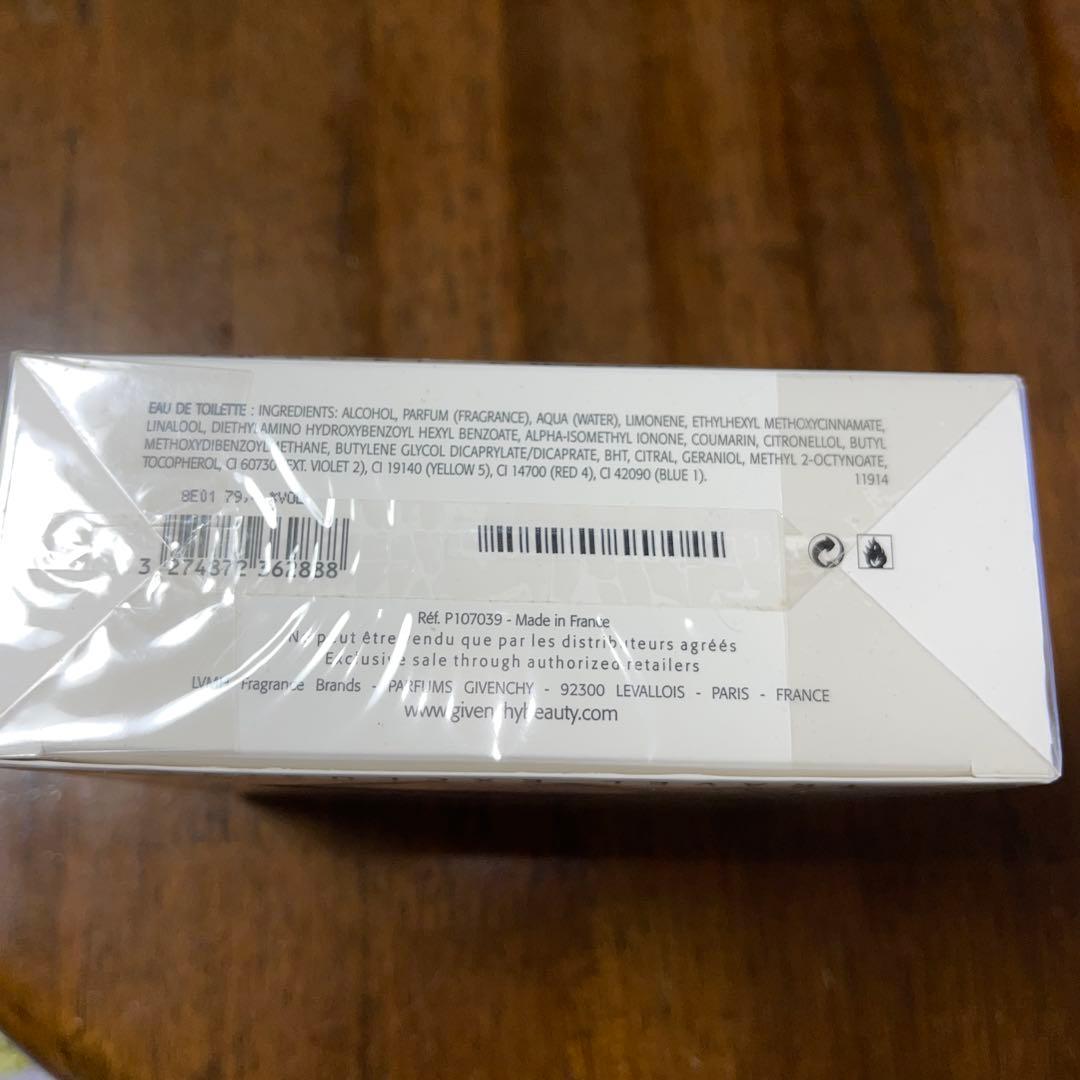 EAU DE TOILETTE : INGREDIENTS: ALCOHOL, PARFUM (FRAGRANCE), AQUA (WATER), LIMONENE, ETHYLHEXYL METHOXYCINNAMATE,
LINALOOL, DIETHYLAMINO HYDROXYBENZOYL HEXYL BENZOATE, ALPHA-ISOMETHYL IONONE, COUMARIN, CITRONELLOL, BUTYL
METHOXYDIBENZOYLMETHANE, BUTYLENE GLYCOL DICAPRYLATE/DICAPRATE, BHT, CITRAL, GERANIOL, METHYL 2-OCTYNOATE,
TOCOPHEROL, CI 60730 (EXT. VIOLET 2), CI 19140 (YELLOW 5), CI 14700 (RED 4), CI 42090 (BLUE 1).
11914
8E01 %VOL
3 274872 362888
Réf. P107039 - Made in France
Ne peut être vendu que par les distributeurs agréés
Exclusive sale through authorized retailers
LVMH Fragrance Brands - PARFUMS GIVENCHY - 92300 LEVALLOIS - PARIS - FRANCE
www.givenchybeauty.com